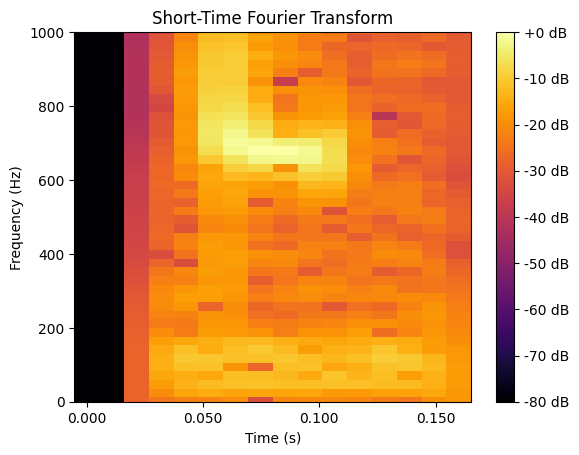 Short-Time Fourier Transform
1000
800
600
400
200
0
Frequency (Hz)
0.000
0.050
0.100
0.150
Time (s)
+0 dB
-10 dB
-20 dB
-30 dB
-40 dB
-50 dB
-60 dB
-70 dB
-80 dB